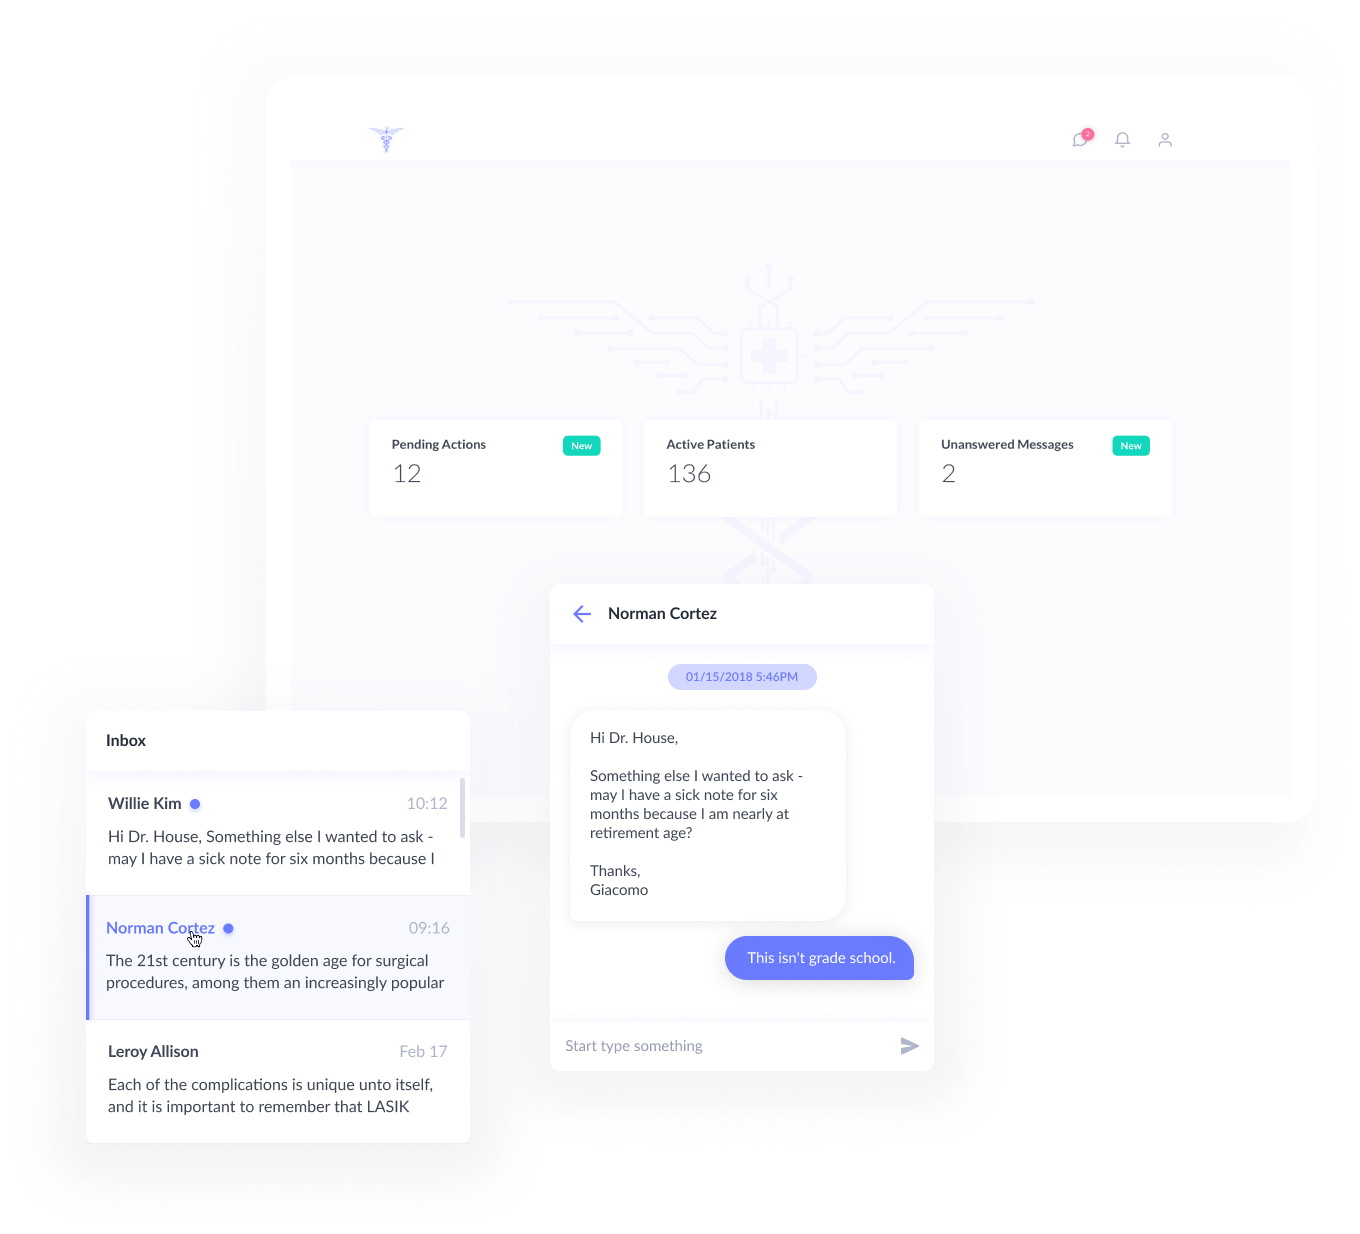 2
Pending Actions
New
12
Active Patients
136
Unanswered Messages
New
2
Norman Cortez
01/15/2018 5:46PM
Hi Dr. House,
Something else I wanted to ask -
may I have a sick note for six
months because I am nearly at
retirement age?
Thanks,
Giacomo
This isn't grade school.
Start type something
Inbox
Willie Kim
10:12
Hi Dr. House, Something else I wanted to ask -
may I have a sick note for six months because I
Norman Cortez
09:16
The 21st century is the golden age for surgical
procedures, among them an increasingly popular
Leroy Allison
Feb 17
Each of the complications is unique unto itself,
and it is important to remember that LASIK